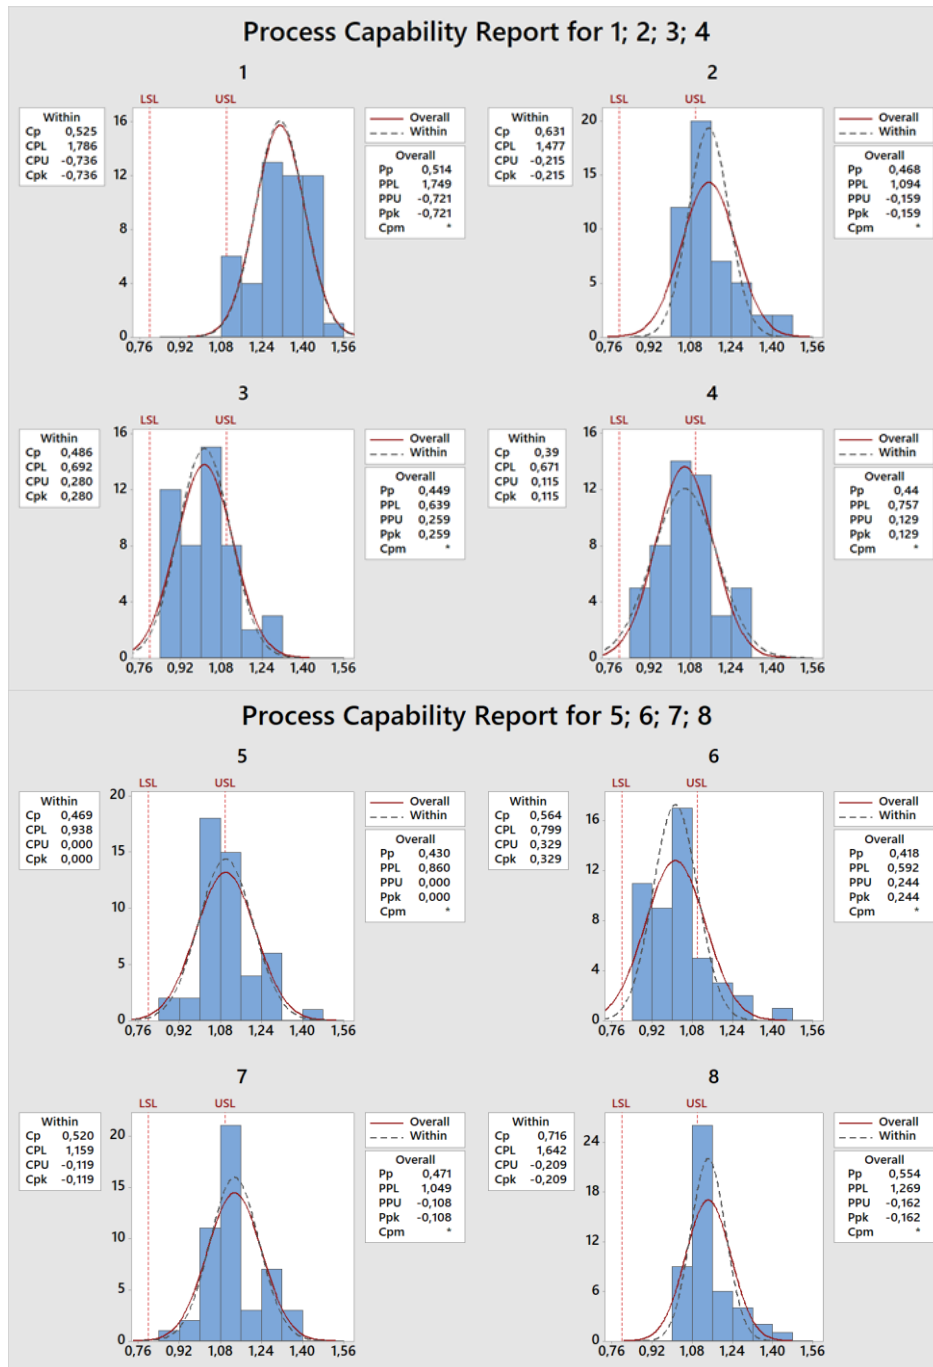 Process Capability Report for 1; 2; 3; 4
1
LSL USL
Within
Cp 0,525
CPL 1,786
CPU -0,736
Cpk -0,736
16
12
8
4
0
0,76 0,92 1,08 1,24 1,40 1,56
Overall
Within
Overall
Pp 0,514
PPL 1,749
PPU -0,721
Ppk -0,721
Cpm *
2
LSL USL
Within
Cp 0,631
CPL 1,477
CPU -0,215
Cpk -0,215
20
15
10
5
0
0,76 0,92 1,08 1,24 1,40 1,56
Overall
Within
Overall
Pp 0,468
PPL 1,094
PPU -0,159
Ppk -0,159
Cpm *
3
LSL USL
Within
Cp 0,486
CPL 0,692
CPU 0,280
Cpk 0,280
16
12
8
4
0
0,76 0,92 1,08 1,24 1,40 1,56
Overall
Within
Overall
Pp 0,449
PPL 0,639
PPU 0,259
Ppk 0,259
Cpm *
4
LSL USL
Within
Cp 0,39
CPL 0,671
CPU 0,115
Cpk 0,115
16
12
8
4
0
0,76 0,92 1,08 1,24 1,40 1,56
Overall
Within
Overall
Pp 0,44
PPL 0,757
PPU 0,129
Ppk 0,129
Cpm *
Process Capability Report for 5; 6; 7; 8
5
LSL USL
Within
Cp 0,469
CPL 0,938
CPU 0,000
Cpk 0,000
20
15
10
5
0
0,76 0,92 1,08 1,24 1,40 1,56
Overall
Within
Overall
Pp 0,430
PPL 0,860
PPU 0,000
Ppk 0,000
Cpm *
6
LSL USL
Within
Cp 0,564
CPL 0,799
CPU 0,329
Cpk 0,329
16
12
8
4
0
0,76 0,92 1,08 1,24 1,40 1,56
Overall
Within
Overall
Pp 0,418
PPL 0,592
PPU 0,244
Ppk 0,244
Cpm *
7
LSL USL
Within
Cp 0,520
CPL 1,159
CPU -0,119
Cpk -0,119
20
15
10
5
0
0,76 0,92 1,08 1,24 1,40 1,56
Overall
Within
Overall
Pp 0,471
PPL 1,049
PPU -0,108
Ppk -0,108
Cpm *
8
LSL USL
Within
Cp 0,716
CPL 1,642
CPU -0,209
Cpk -0,209
24
18
12
6
0
0,76 0,92 1,08 1,24 1,40 1,56
Overall
Within
Overall
Pp 0,554
PPL 1,269
PPU -0,162
Ppk -0,162
Cpm *